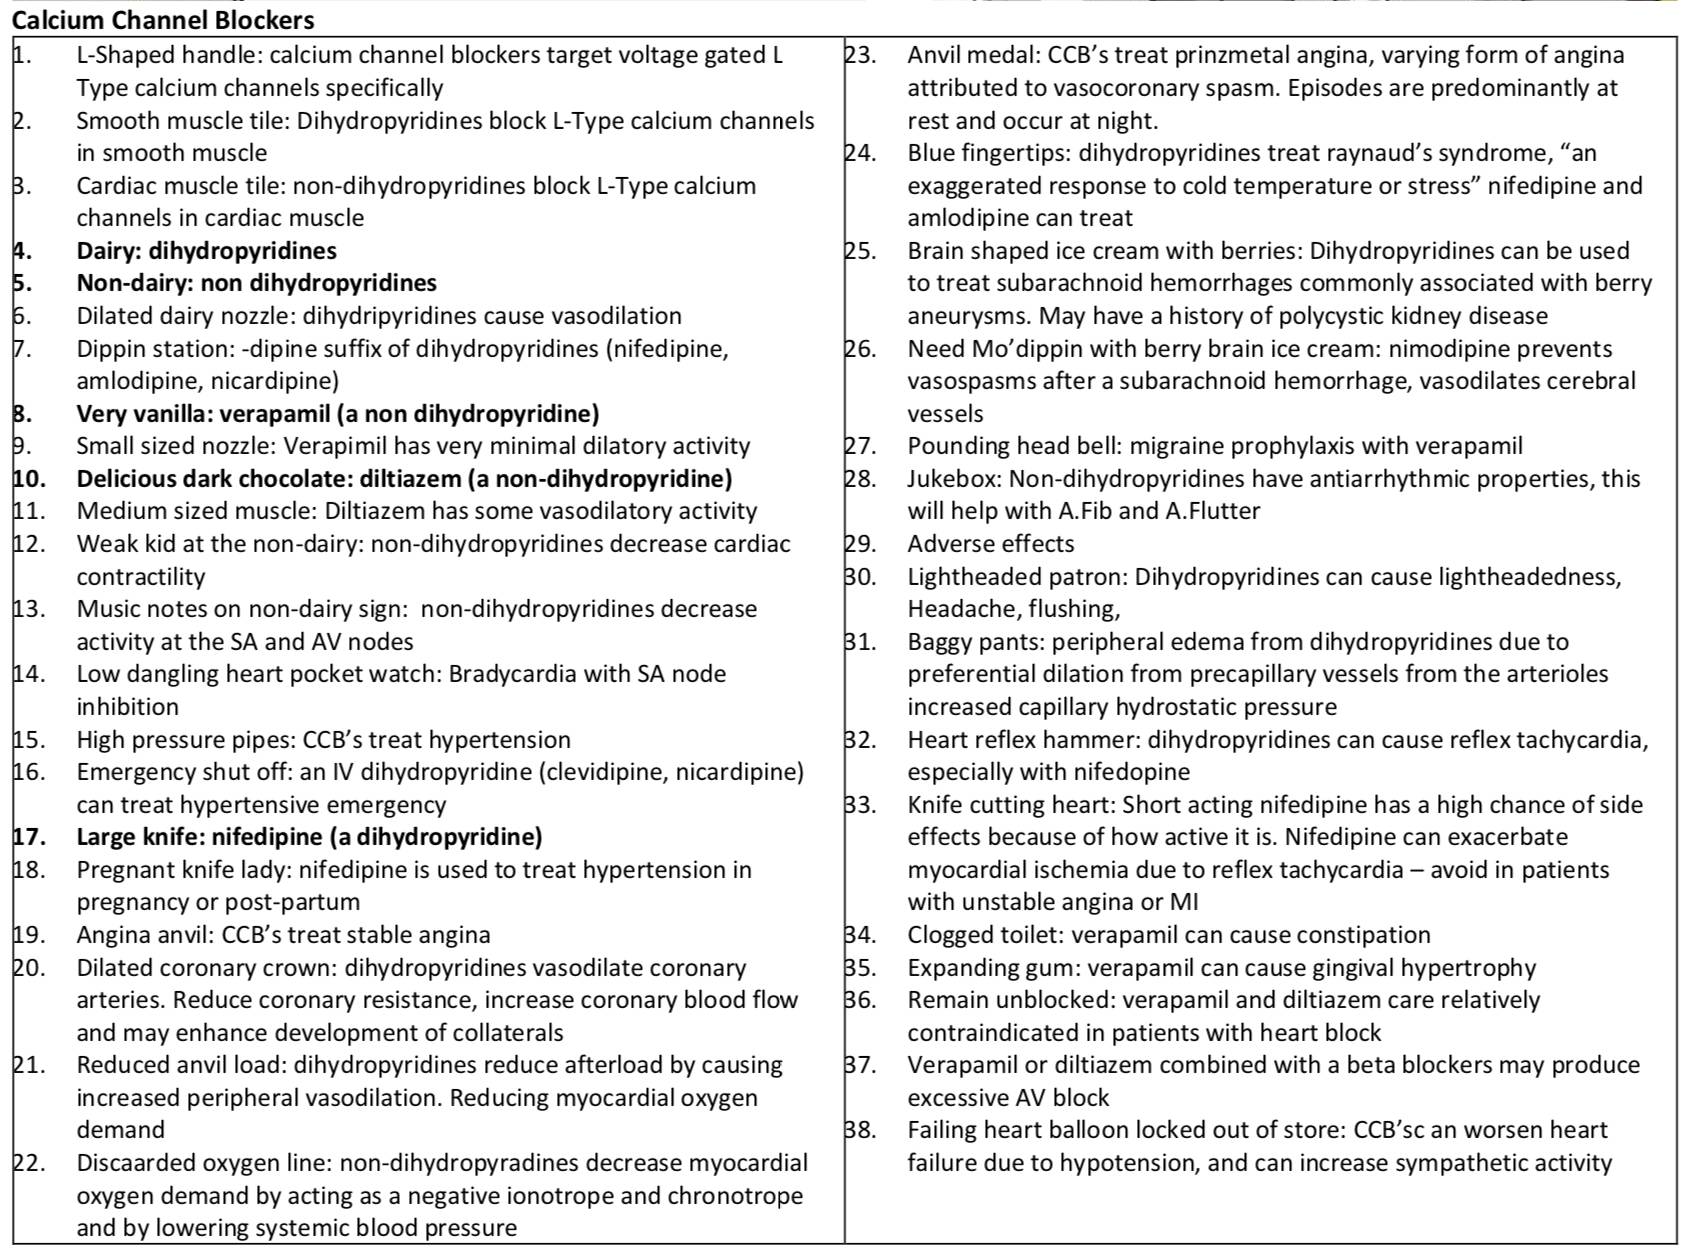 Calcium Channel Blockers
1. L-Shaped handle: calcium channel blockers target voltage gated L
Type calcium channels specifically
2. Smooth muscle tile: Dihydropyridines block L-Type calcium channels
in smooth muscle
3. Cardiac muscle tile: non-dihydropyridines block L-Type calcium
channels in cardiac muscle
4. Dairy: dihydropyridines
5. Non-dairy: non dihydropyridines
6. Dilated dairy nozzle: dihydripyridines cause vasodilation
7. Dippin station: -dipine suffix of dihydropyridines (nifedipine,
amlodipine, nicardipine)
8. Very vanilla: verapamil (a non dihydropyridine)
9. Small sized nozzle: Verapimil has very minimal dilatory activity
10. Delicious dark chocolate: diltiazem (a non-dihydropyridine)
11. Medium sized muscle: Diltiazem has some vasodilatory activity
12. Weak kid at the non-dairy: non-dihydropyridines decrease cardiac
contractility
13. Music notes on non-dairy sign:  non-dihydropyridines decrease
activity at the SA and AV nodes
14. Low dangling heart pocket watch: Bradycardia with SA node
inhibition
15. High pressure pipes: CCB's treat hypertension
16. Emergency shut off: an IV dihydropyridine (clevidipine, nicardipine)
can treat hypertensive emergency
17. Large knife: nifedipine (a dihydropyridine)
18. Pregnant knife lady: nifedipine is used to treat hypertension in
pregnancy or post-partum
19. Angina anvil: CCB's treat stable angina
20. Dilated coronary crown: dihydropyridines vasodilate coronary
arteries. Reduce coronary resistance, increase coronary blood flow
and may enhance development of collaterals
21. Reduced anvil load: dihydropyridines reduce afterload by causing
increased peripheral vasodilation. Reducing myocardial oxygen
demand
22. Discaarded oxygen line: non-dihydropyradines decrease myocardial
oxygen demand by acting as a negative ionotrope and chronotrope
and by lowering systemic blood pressure
23. Anvil medal: CCB's treat prinzmetal angina, varying form of angina
attributed to vasocoronary spasm. Episodes are predominantly at
rest and occur at night.
24. Blue fingertips: dihydropyridines treat raynaud's syndrome, "an
exaggerated response to cold temperature or stress" nifedipine and
amlodipine can treat
25. Brain shaped ice cream with berries: Dihydropyridines can be used
to treat subarachnoid hemorrhages commonly associated with berry
aneurysms. May have a history of polycystic kidney disease
26. Need Mo'dippin with berry brain ice cream: nimodipine prevents
vasospasms after a subarachnoid hemorrhage, vasodilates cerebral
vessels
27. Pounding head bell: migraine prophylaxis with verapamil
28. Jukebox: Non-dihydropyridines have antiarrhythmic properties, this
will help with A.Fib and A.Flutter
29. Adverse effects
30. Lightheaded patron: Dihydropyridines can cause lightheadedness,
Headache, flushing,
31. Baggy pants: peripheral edema from dihydropyridines due to
preferential dilation from precapillary vessels from the arterioles
increased capillary hydrostatic pressure
32. Heart reflex hammer: dihydropyridines can cause reflex tachycardia,
especially with nifedopine
33. Knife cutting heart: Short acting nifedipine has a high chance of side
effects because of how active it is. Nifedipine can exacerbate
myocardial ischemia due to reflex tachycardia – avoid in patients
with unstable angina or MI
34. Clogged toilet: verapamil can cause constipation
35. Expanding gum: verapamil can cause gingival hypertrophy
36. Remain unblocked: verapamil and diltiazem care relatively
contraindicated in patients with heart block
37. Verapamil or diltiazem combined with a beta blockers may produce
excessive AV block
38. Failing heart balloon locked out of store: CCB'sc an worsen heart
failure due to hypotension, and can increase sympathetic activity